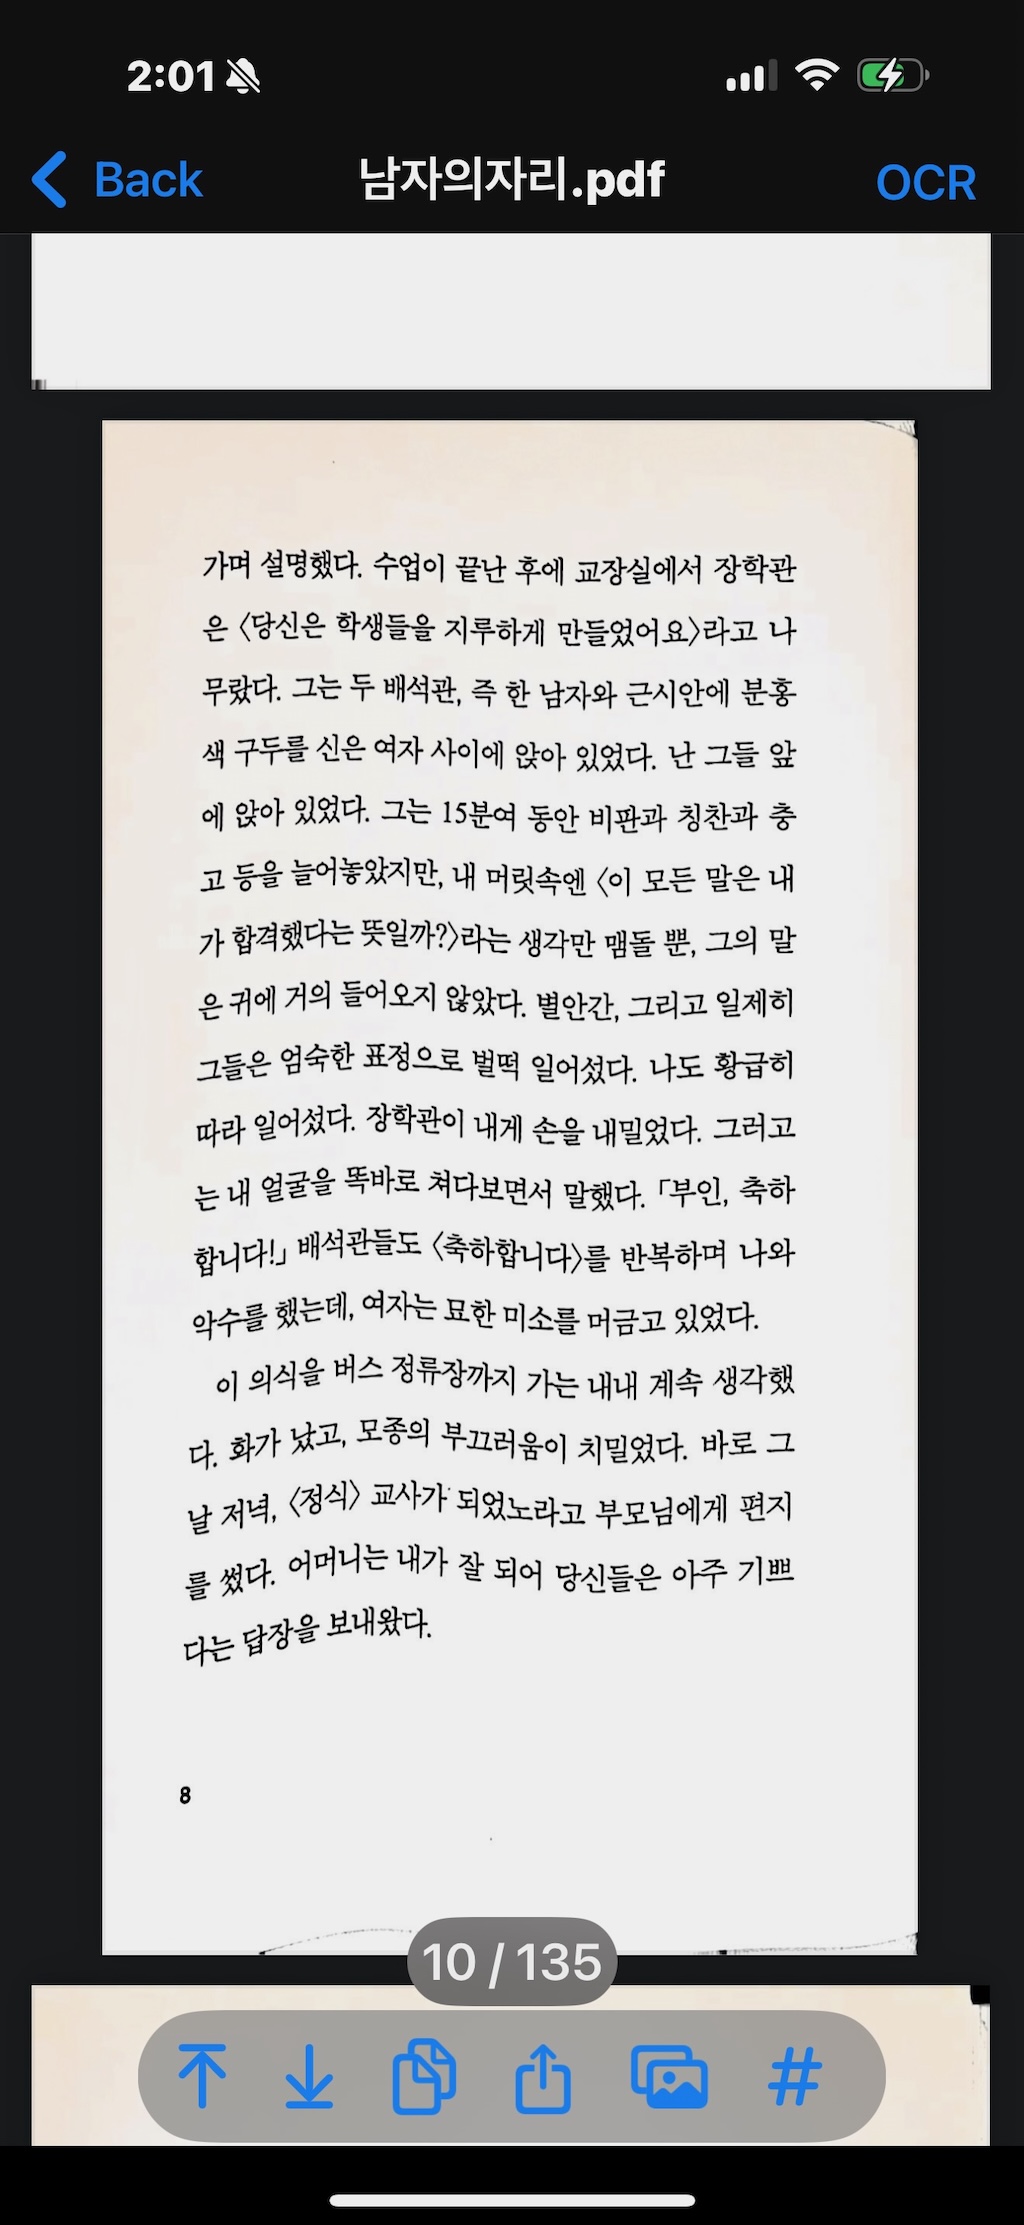 2:01
Back
남자의자리.pdf
OCR
가며 설명했다. 수업이 끝난 후에 교장실에서 장학관
은 〈당신은 학생들을 지루하게 만들었어요〉라고 나
무랐다. 그는 두 배석관, 즉 한 남자와 근시안에 분홍
색 구두를 신은 여자 사이에 앉아 있었다. 난 그들 앞
에 앉아 있었다. 그는 15분여 동안 비판과 칭찬과 충
고 등을 늘어놓았지만, 내 머릿속엔 〈이 모든 말은 내
가 합격했다는 뜻일까?〉라는 생각만 맴돌 뿐, 그의 말
은 귀에 거의 들어오지 않았다. 별안간, 그리고 일제히
그들은 엄숙한 표정으로 벌떡 일어섰다. 나도 황급히
따라 일어섰다. 장학관이 내게 손을 내밀었다. 그러고
는 내 얼굴을 똑바로 쳐다보면서 말했다. 「부인, 축하
합니다!」 배석관들도 〈축하합니다〉를 반복하며 나와
악수를 했는데, 여자는 묘한 미소를 머금고 있었다.
이 의식을 버스 정류장까지 가는 내내 계속 생각했
다. 화가 났고, 모종의 부끄러움이 치밀었다. 바로 그
날 저녁, 〈정식〉 교사가 되었노라고 부모님에게 편지
를 썼다. 어머니는 내가 잘 되어 당신들은 아주 기쁘
다는 답장을 보내왔다.
8
10 / 135